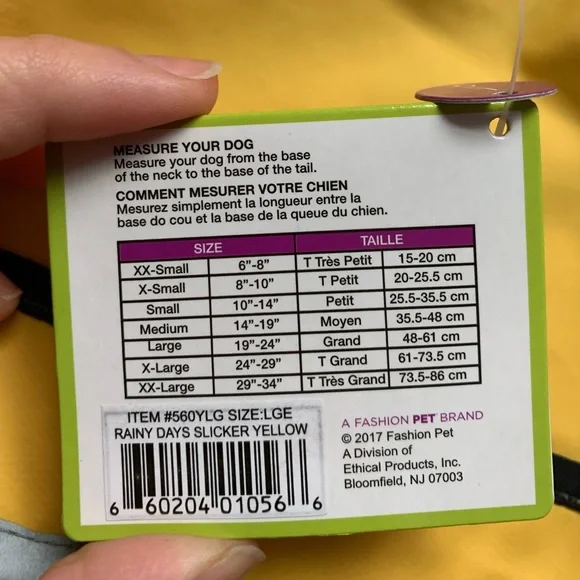 MEASURE YOUR DOG
Measure your dog from the base
of the neck to the base of the tail.
COMMENT MESURER VOTRE CHIEN
Mesurez simplement la longueur entre la
base do cou et la base de la queue du chien.
SIZE TAILLE
XX-Small 6"-8" T Très Petit 15-20 cm
X-Small 8"-10" T Petit 20-25.5 cm
Small 10"-14" Petit 25.5-35.5 cm
Medium 14"-19" Moyen 35.5-48 cm
Large 19"-24" Grand 48-61 cm
X-Large 24"-29" T Grand 61-73.5 cm
XX-Large 29"-34" T Très Grand 73.5-86 cm
ITEM #560YLG SIZE:LGE
RAINY DAYS SLICKER YELLOW
6 60204 01056 6
A FASHION PET BRAND
© 2017 Fashion Pet
A Division of
Ethical Products, Inc.
Bloomfield, NJ 07003